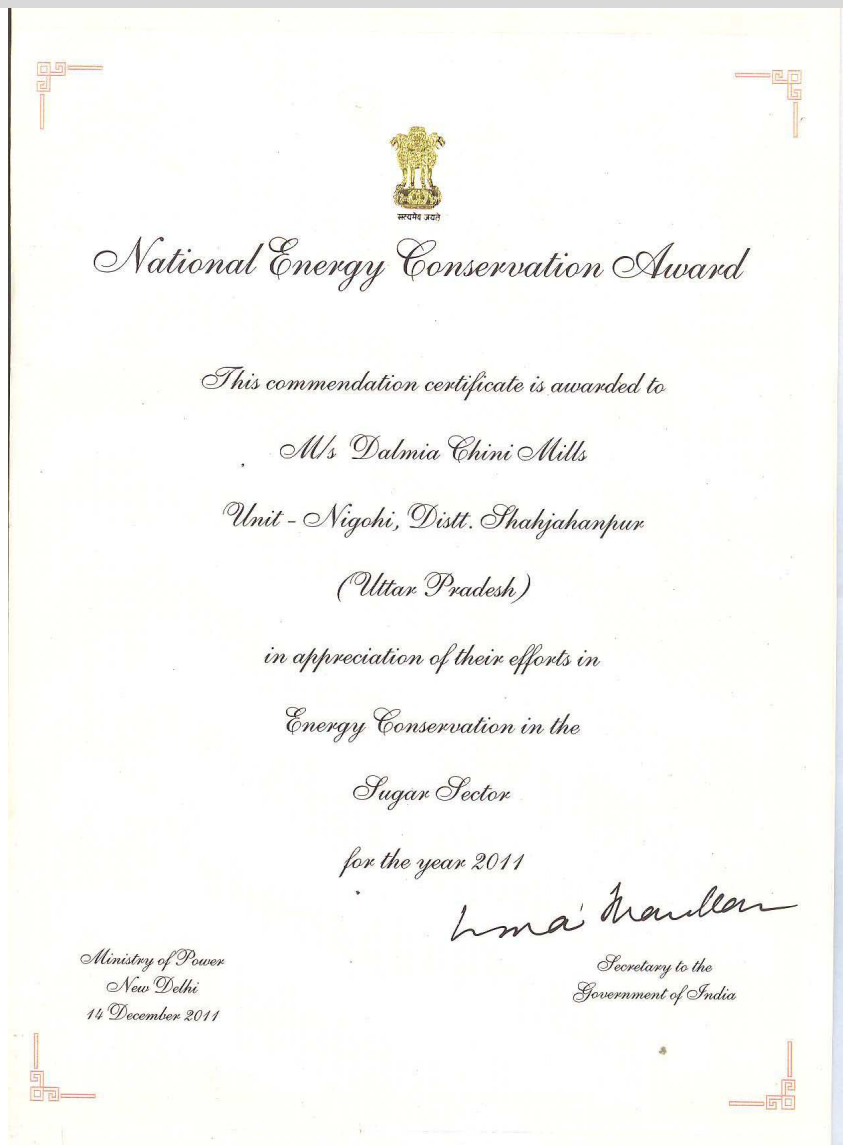 सत्यमेव जयते
National Energy Conservation Award
This commendation certificate is awarded to
M/s Dalmia Chini Mills
Unit - Nigohi, Distt. Shahjahanpur
(Uttar Pradesh)
in appreciation of their efforts in
Energy Conservation in the
Sugar Sector
for the year 2011
Ministry of Power
New Delhi
14 December 2011
Secretary to the
Government of India